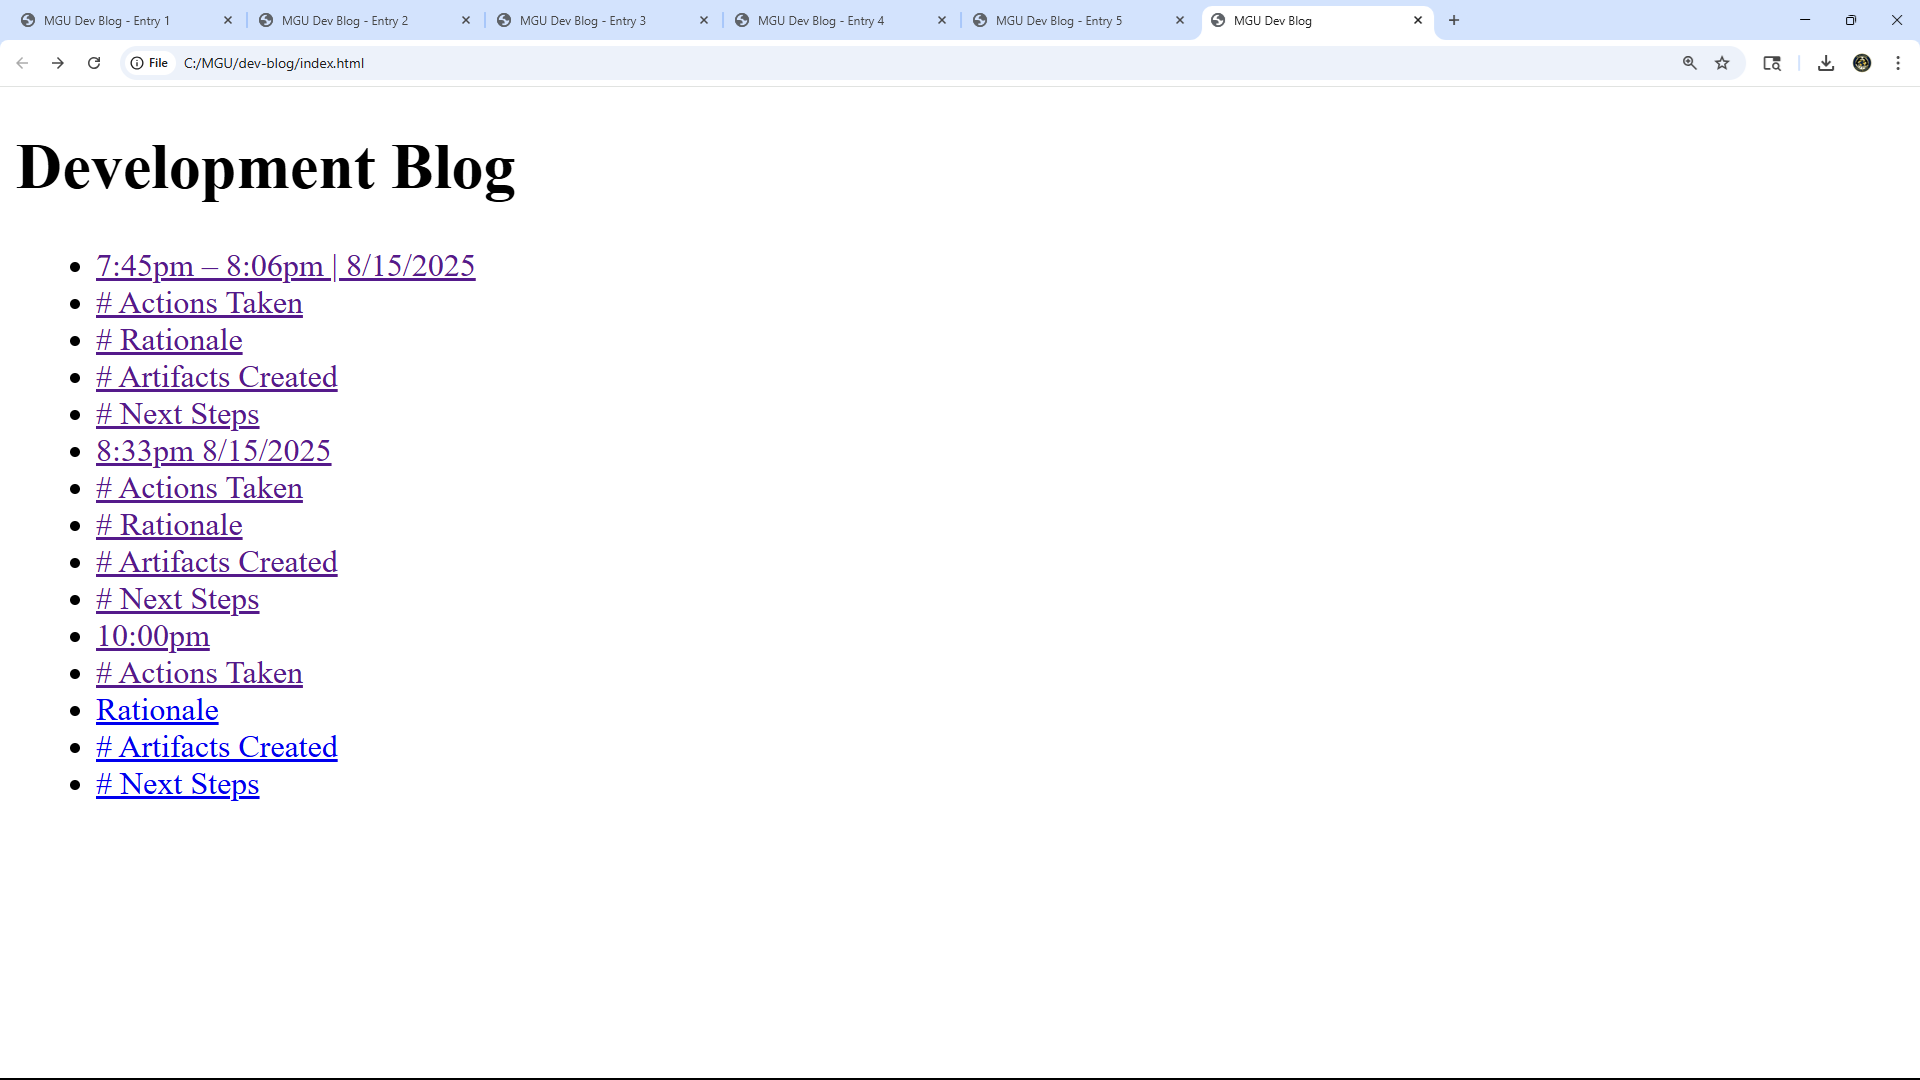 MGU Dev Blog - Entry 1
MGU Dev Blog - Entry 2
MGU Dev Blog - Entry 3
MGU Dev Blog - Entry 4
MGU Dev Blog - Entry 5
MGU Dev Blog
File
C:/MGU/dev-blog/index.html
Development Blog
7:45pm – 8:06pm | 8/15/2025
# Actions Taken
# Rationale
# Artifacts Created
# Next Steps
8:33pm 8/15/2025
# Actions Taken
# Rationale
# Artifacts Created
# Next Steps
10:00pm
# Actions Taken
Rationale
# Artifacts Created
# Next Steps